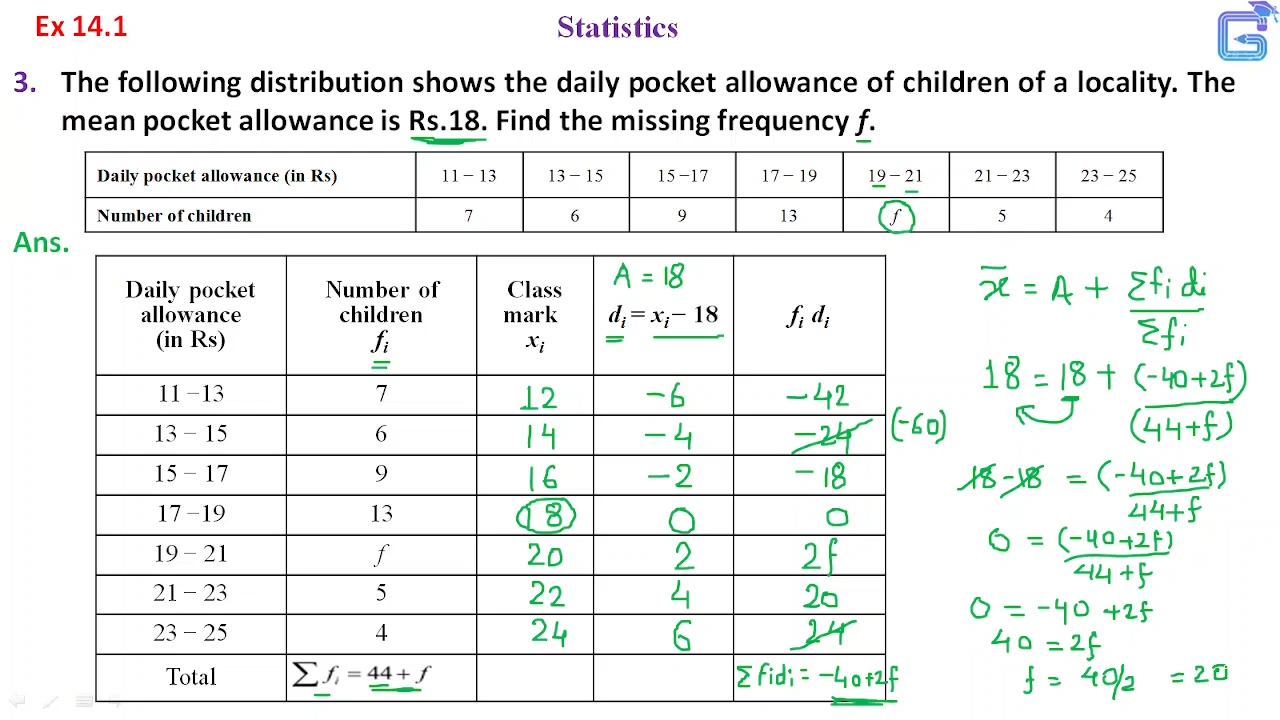 Ex 14.1
Statistics
3. The following distribution shows the daily pocket allowance of children of a locality. The
mean pocket allowance is Rs.18. Find the missing frequency f.
Daily pocket allowance (in Rs) 11 – 13 13 – 15 15 –17 17 – 19 19 – 21 21 – 23 23 – 25
Number of children 7 6 9 13 f 5 4
Ans.
Daily pocket allowance (in Rs) Number of children fi Class mark xi A = 18 di = xi – 18 fi di
11 –13 7 12 -6 -42
13 – 15 6 14 -4 -24 (-60)
15 – 17 9 16 -2 -18
17 –19 13 18 0 0
19 – 21 f 20 2 2f
21 – 23 5 22 4 20
23 – 25 4 24 6 24
Total ∑ fi = 44 + f Σfidi = -40+2f
x̄ = A + Σfi di / Σfi
18 = 18 + (-40+2f) / (44+f)
18 - 18 = (-40+2f) / 44+f
0 = (-40+2f) / 44+f
0 = -40 +2f
40 = 2f
f = 40/2 = 20